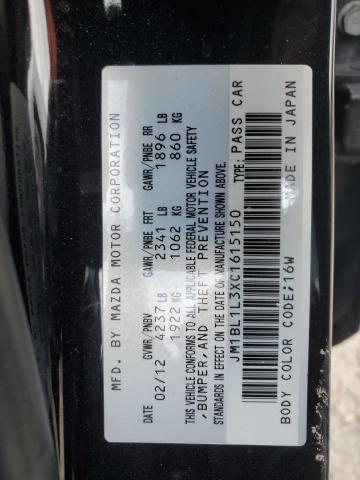 MFD. BY MAZDA MOTOR CORPORATION
DATE GVWR/PNBV GAWR/PNBE FRT GAWR/PNBE RR
02/12 4237 LB 2341 LB 1896 LB
1922 KG 1062 KG 860 KG
THIS VEHICLE CONFORMS TO ALL APPLICABLE FEDERAL MOTOR VEHICLE SAFETY
,BUMPER,AND THEFT PREVENTION
STANDARDS IN EFFECT ON THE DATE OF MANUFACTURE SHOWN ABOVE.
JM1BL1L3XC1615150 TYPE: PASS CAR
BODY COLOR CODE;16W MADE IN JAPAN